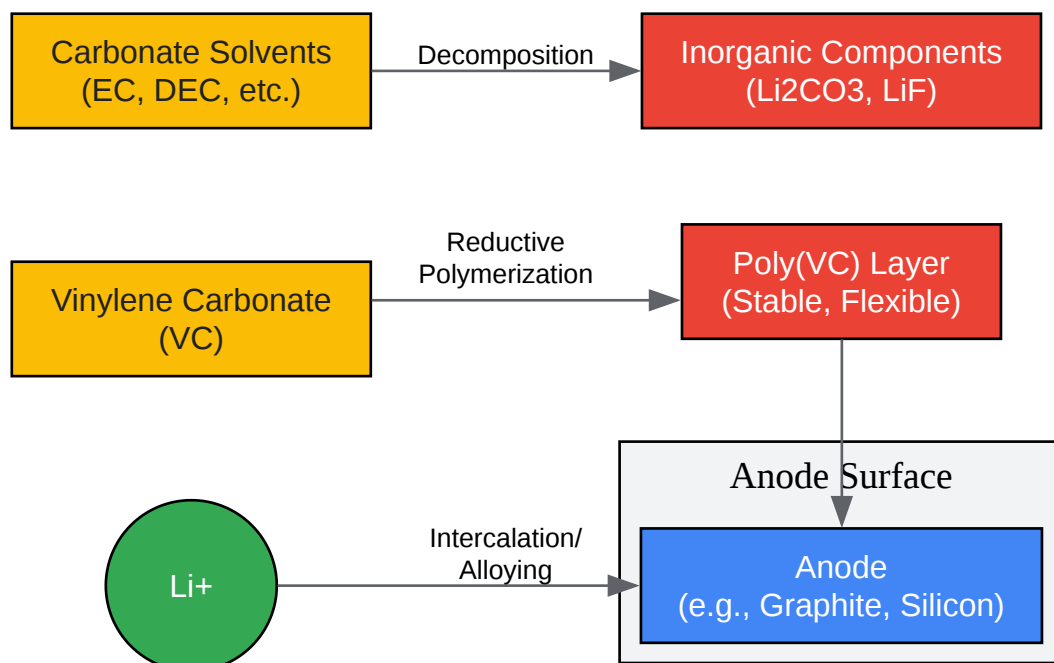 Carbonate Solvents
(EC, DEC, etc.)
Decomposition
Inorganic Components
(Li2CO3, LiF)
Vinylene Carbonate
(VC)
Reductive
Polymerization
Poly(VC) Layer
(Stable, Flexible)
Anode Surface
Li+
Intercalation/
Alloying
Anode
(e.g., Graphite, Silicon)